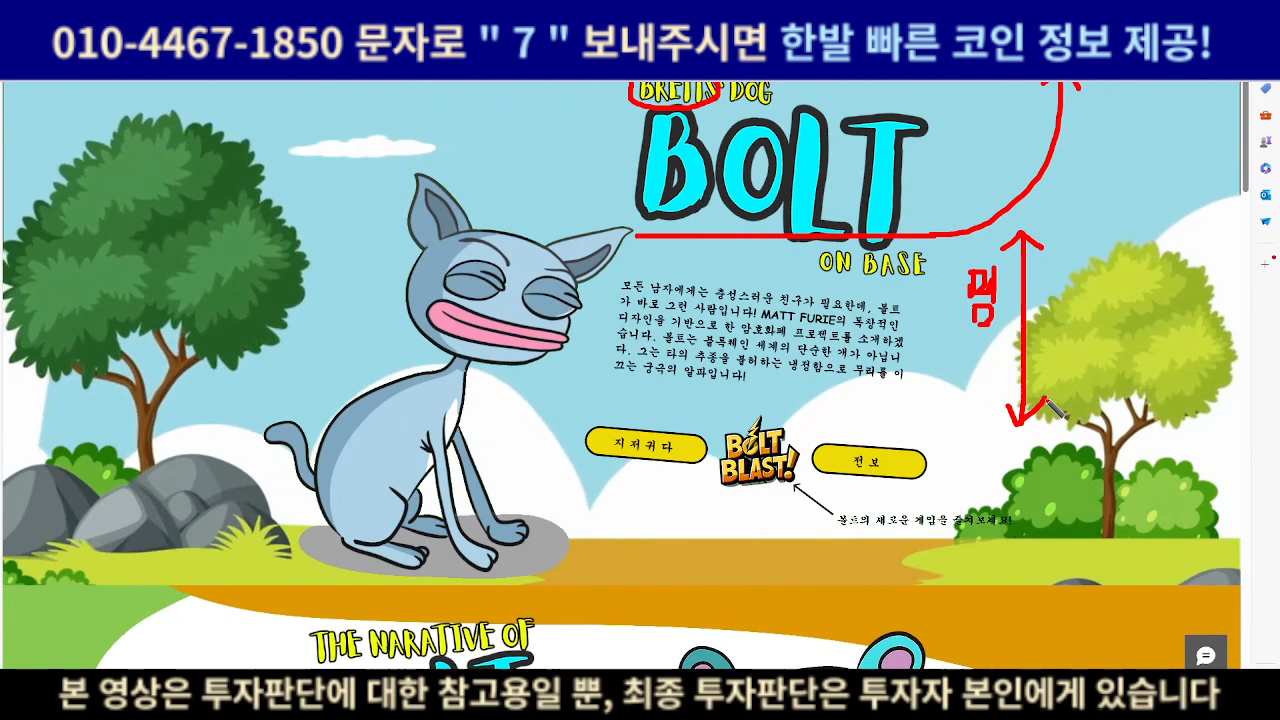 010-4467-1850 문자로 " 7 " 보내주시면 한발 빠른 코인 정보 제공!
BRETTS' DOG
BOLT
ON BASE
모든 남자에게는 충성스러운 친구가 필요한데, 볼트
가 바로 그런 사람입니다! MATT FURIE의 독창적인
디자인을 기반으로 한 암호화폐 프로젝트를 소개하겠
습니다. 볼트는 블록체인 세계의 단순한 개가 아닙니
다. 그는 타의 추종을 불허하는 냉정함으로 무리를 이
끄는 궁극의 알파입니다!
지저귀다
BOLT
BLAST!
전보
볼트의 새로운 게임을 즐겨보세요!
THE NARATIVE OF
본 영상은 투자판단에 대한 참고용일 뿐, 최종 투자판단은 투자자 본인에게 있습니다